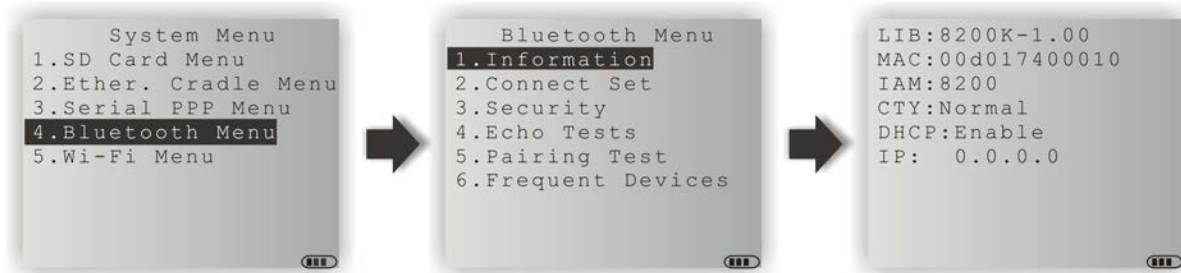 System Menu
1.SD Card Menu
2.Ether. Cradle Menu
3.Serial PPP Menu
4.Bluetooth Menu
5.Wi-Fi Menu
Bluetooth Menu
1.Information
2.Connect Set
3.Security
4.Echo Tests
5.Pairing Test
6.Frequent Devices
LIB:8200K-1.00
MAC:00d017400010
IAM:8200
CTY:Normal
DHCP:Enable
IP: 0.0.0.0